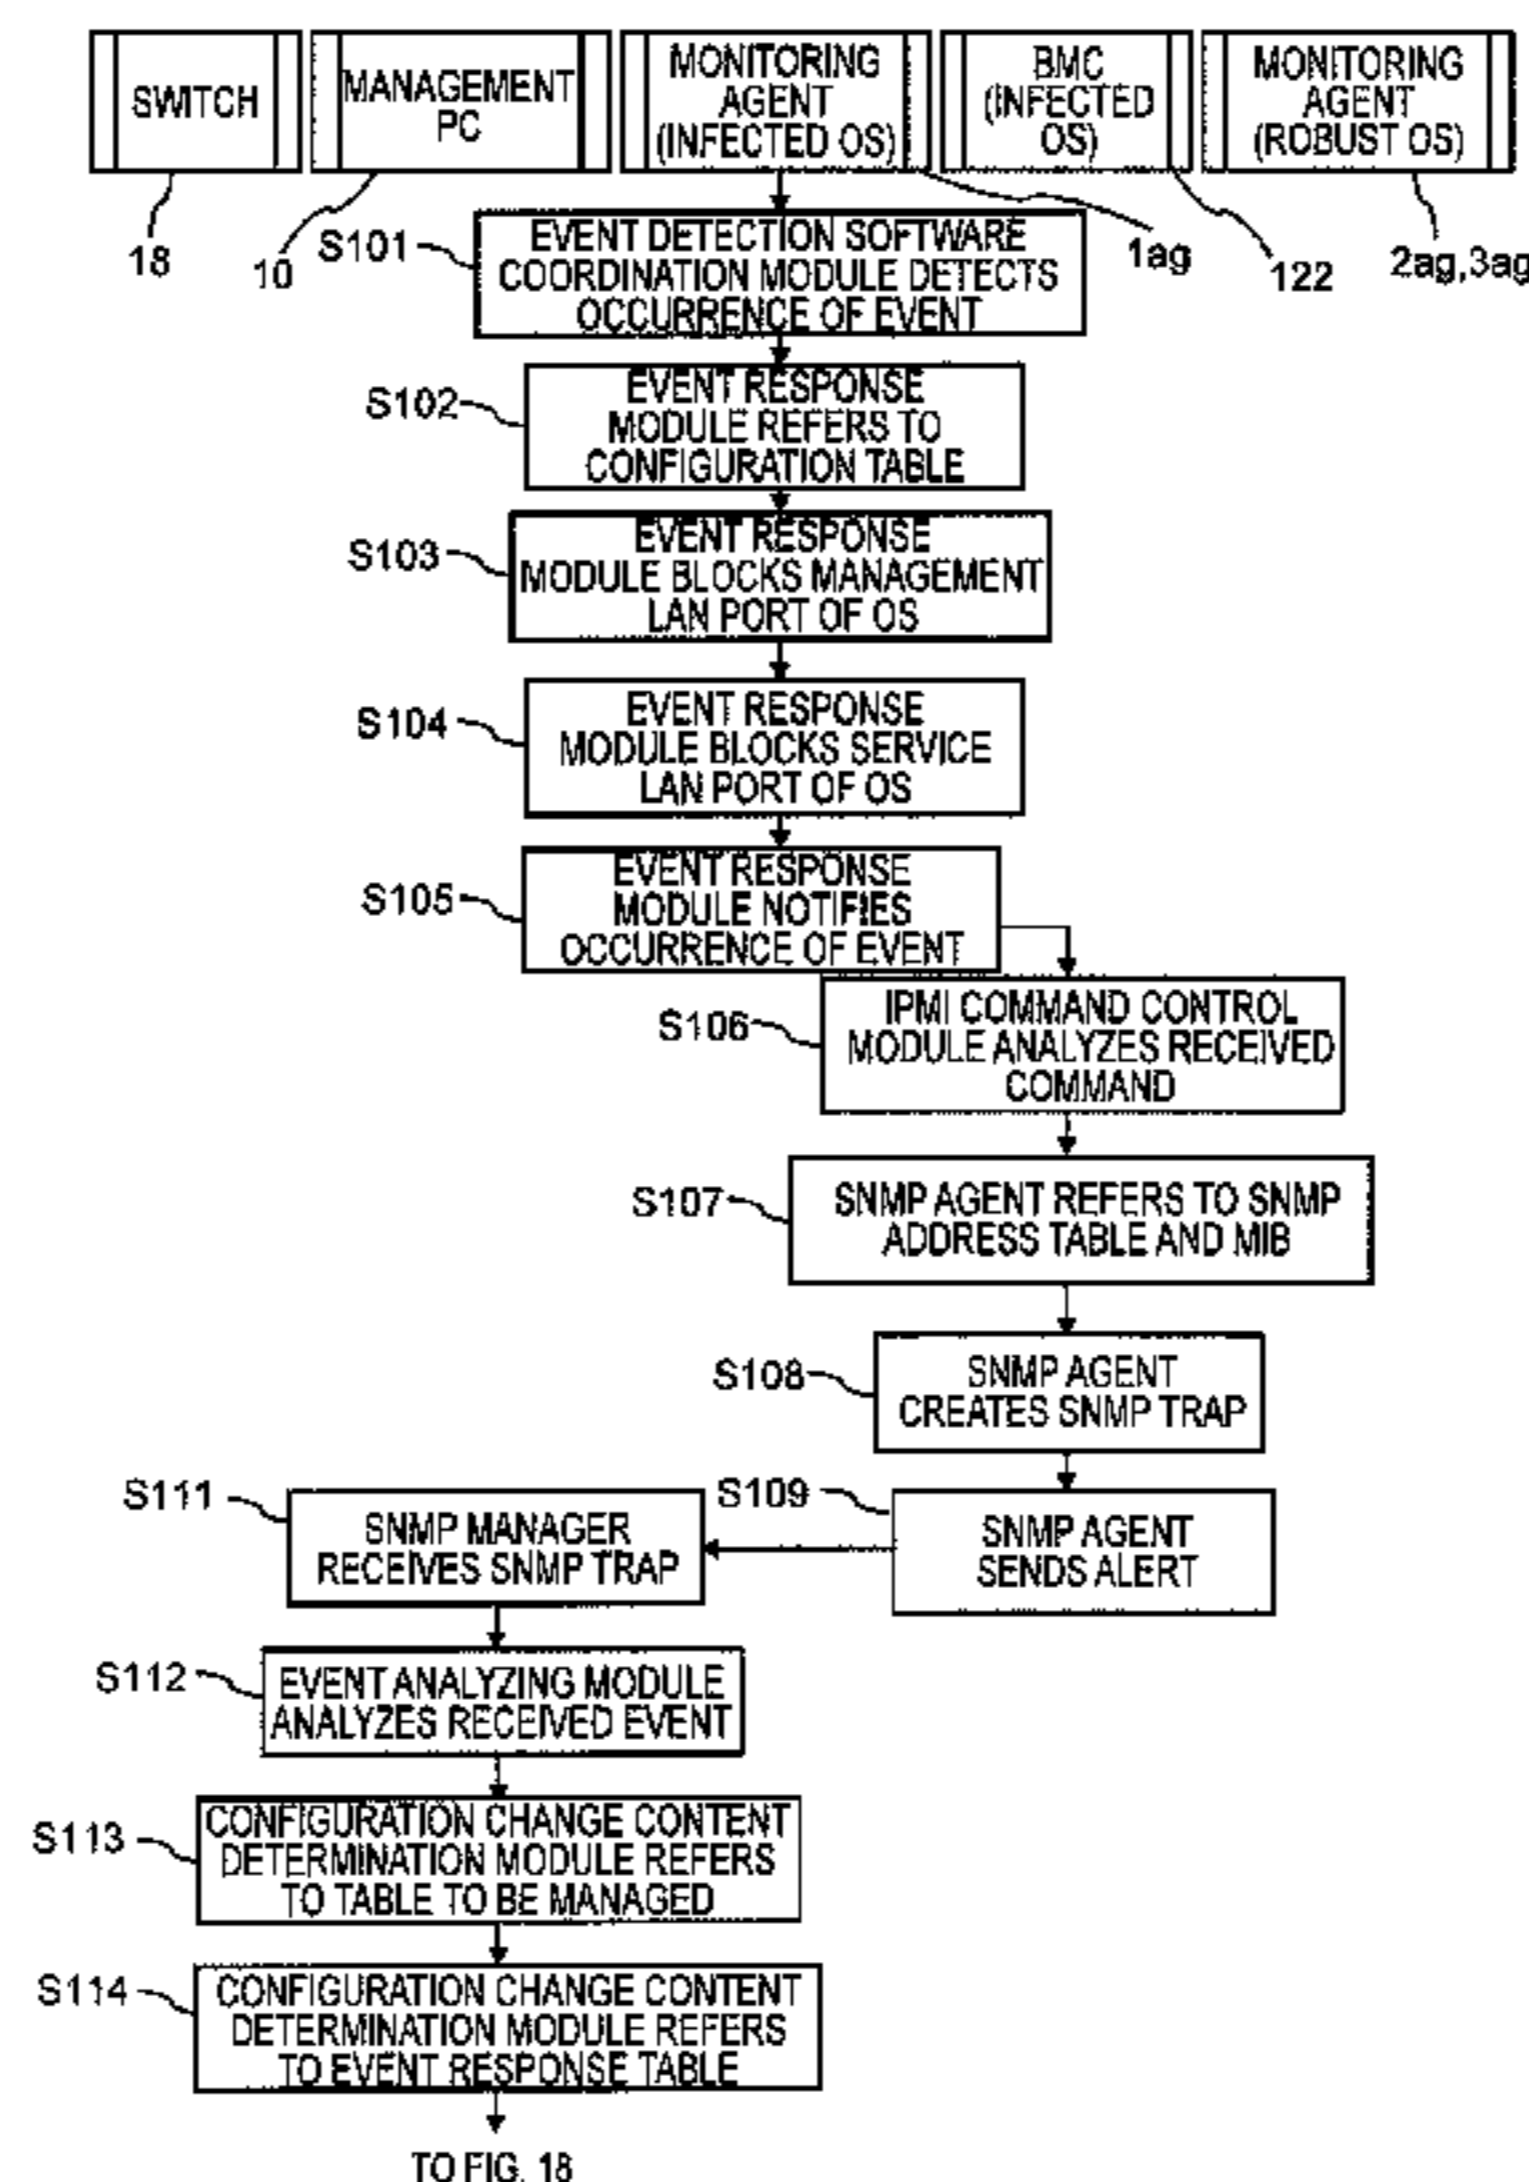 SWITCH
MANAGEMENT
PC
MONITORING
AGENT
(INFECTED OS)
BMC
(INFECTED
OS)
MONITORING
AGENT
(ROBUST OS)
18
10
1ag
122
2ag,3ag
S101
EVENT DETECTION SOFTWARE
COORDINATION MODULE DETECTS
OCCURRENCE OF EVENT
S102
EVENT RESPONSE
MODULE REFERS TO
CONFIGURATION TABLE
S103
EVENT RESPONSE
MODULE BLOCKS MANAGEMENT
LAN PORT OF OS
S104
EVENT RESPONSE
MODULE BLOCKS SERVICE
LAN PORT OF OS
S105
EVENT RESPONSE
MODULE NOTIFIES
OCCURRENCE OF EVENT
S106
IPMI COMMAND CONTROL
MODULE ANALYZES RECEIVED
COMMAND
S107
SNMP AGENT REFERS TO SNMP
ADDRESS TABLE AND MIB
S108
SNMP AGENT
CREATES SNMP TRAP
S109
SNMP AGENT
SENDS ALERT
S111
SNMP MANAGER
RECEIVES SNMP TRAP
S112
EVENT ANALYZING MODULE
ANALYZES RECEIVED EVENT
S113
CONFIGURATION CHANGE CONTENT
DETERMINATION MODULE REFERS
TO TABLE TO BE MANAGED
S114
CONFIGURATION CHANGE CONTENT
DETERMINATION MODULE REFERS
TO EVENT RESPONSE TABLE
TO FIG. 18